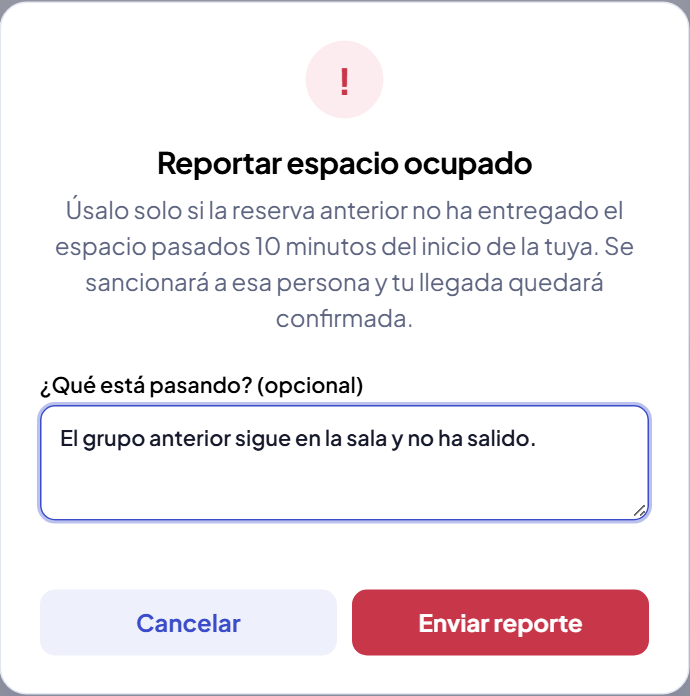 !
Reportar espacio ocupado
Úsalo solo si la reserva anterior no ha entregado el
espacio pasados 10 minutos del inicio de la tuya. Se
sancionará a esa persona y tu llegada quedará
confirmada.
¿Qué está pasando? (opcional)
El grupo anterior sigue en la sala y no ha salido.
Cancelar
Enviar reporte